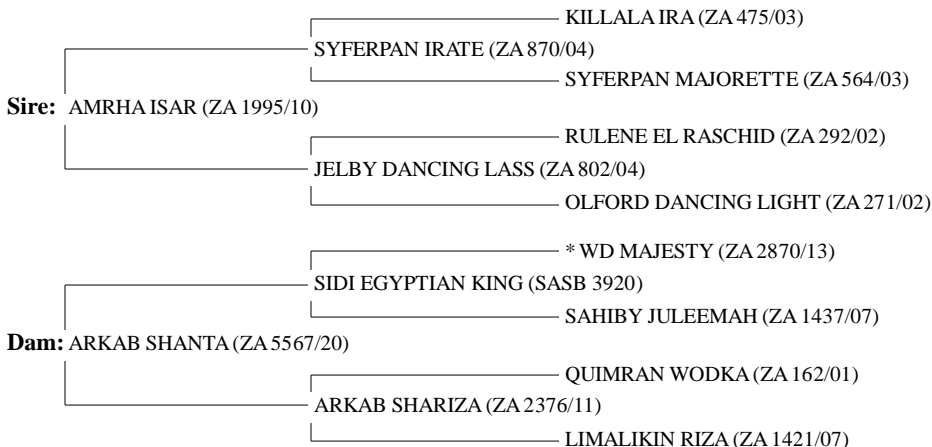 KILLALA IRA (ZA 475/03)
SYFERPAN IRATE (ZA 870/04)
SYFERPAN MAJORETTE (ZA 564/03)
Sire: AMRHA ISAR (ZA 1995/10)
RULENE EL RASCHID (ZA 292/02)
JELBY DANCING LASS (ZA 802/04)
OLFORD DANCING LIGHT (ZA 271/02)
* WD MAJESTY (ZA 2870/13)
SIDI EGYPTIAN KING (SASB 3920)
SAHIBY JULEEMAH (ZA 1437/07)
Dam: ARKAB SHANTA (ZA 5567/20)
QUIMRAN WODKA (ZA 162/01)
ARKAB SHARIZA (ZA 2376/11)
LIMALIKIN RIZA (ZA 1421/07)